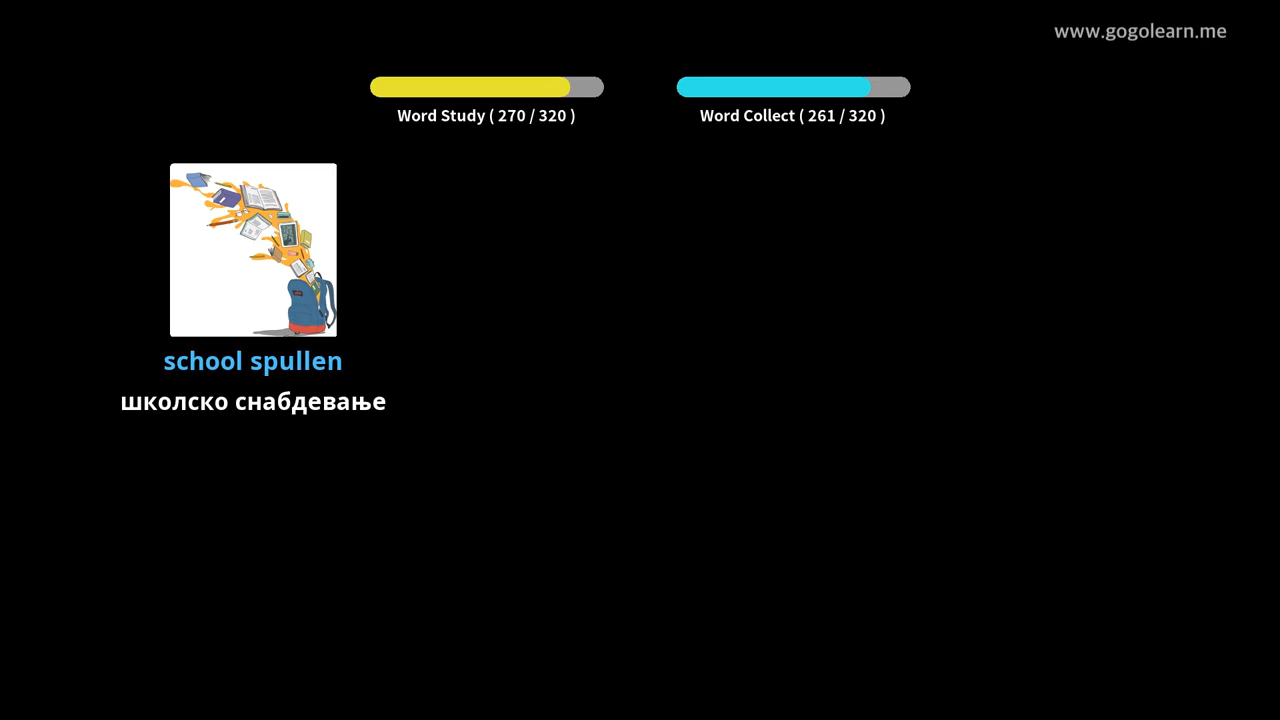 www.gogolearn.me
Word Study ( 270 / 320 )
Word Collect ( 261 / 320 )
school spullen
школско снабдевање